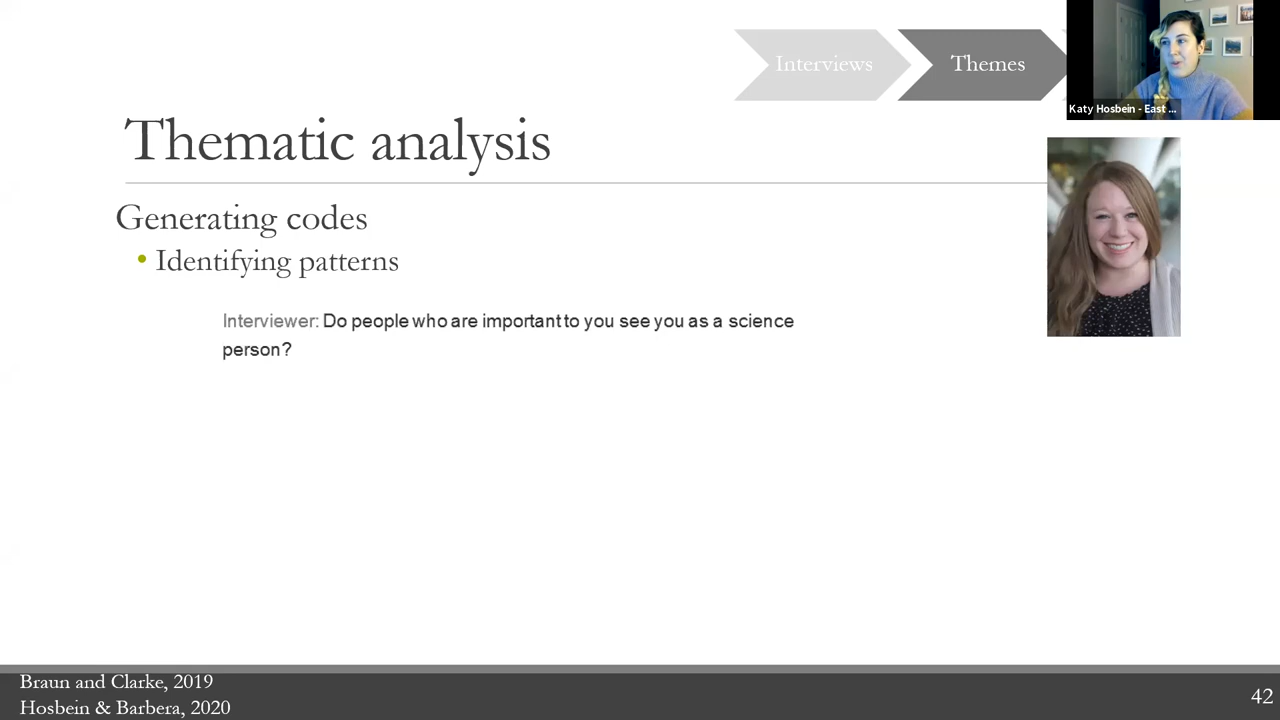 Interviews
Themes
Katy Hosbein - East ...
Thematic analysis
Generating codes
• Identifying patterns
Interviewer: Do people who are important to you see you as a science
person?
Braun and Clarke, 2019
Hosbein & Barbera, 2020
42